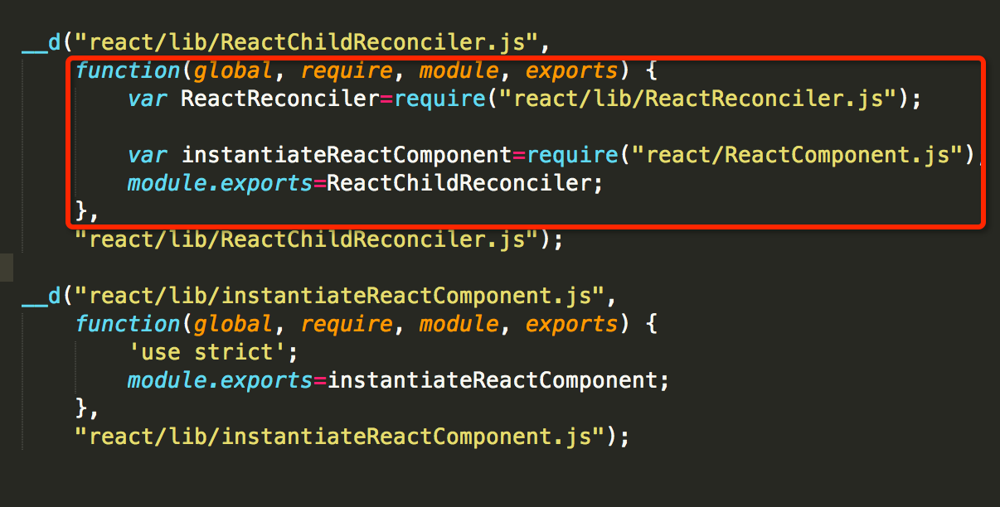 __d("react/lib/ReactChildReconciler.js",
function(global, require, module, exports) {
var ReactReconciler=require("react/lib/ReactReconciler.js");
var instantiateReactComponent=require("react/ReactComponent.js");
module.exports=ReactChildReconciler;
},
"react/lib/ReactChildReconciler.js");
__d("react/lib/instantiateReactComponent.js",
function(global, require, module, exports) {
'use strict';
module.exports=instantiateReactComponent;
},
"react/lib/instantiateReactComponent.js");